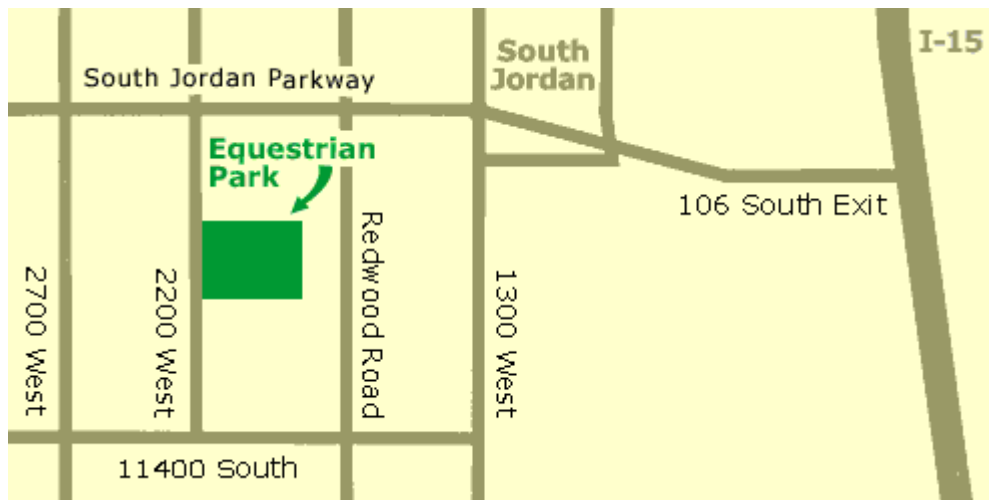 I-15
South
Jordan
South Jordan Parkway
Equestrian
Park
106 South Exit
2700 West
2200 West
Redwood Road
1300 West
11400 South